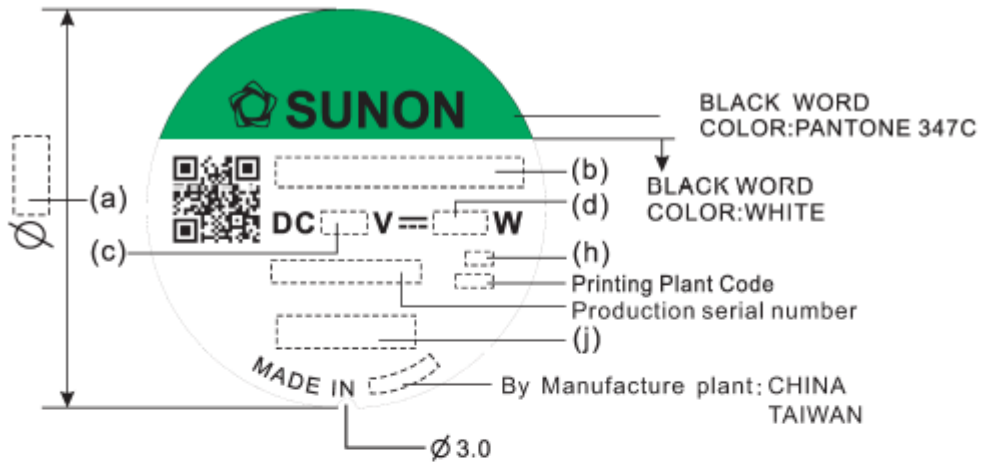 SUNON
BLACK WORD
COLOR:PANTONE 347C
(b)
BLACK WORD
COLOR:WHITE
(a)
Ø
DC V W
(d)
(c)
(h)
Printing Plant Code
Production serial number
(j)
MADE IN
By Manufacture plant: CHINA
TAIWAN
Ø 3.0